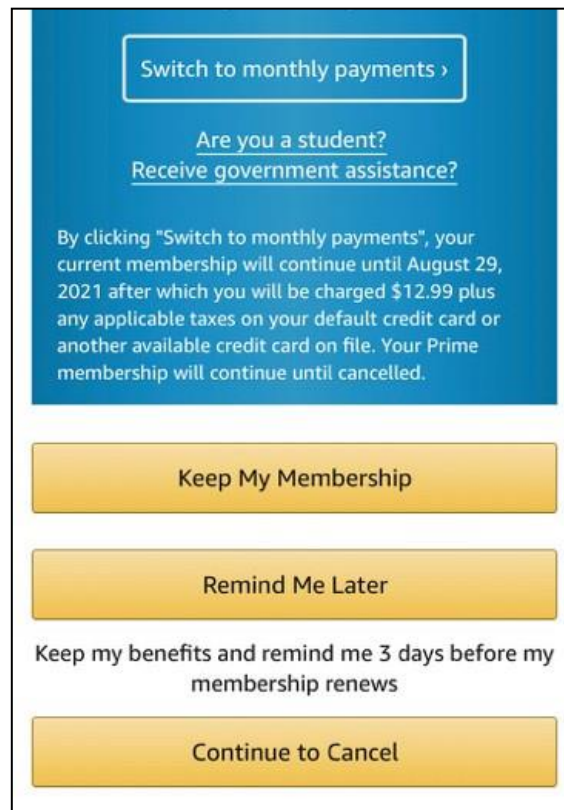 Switch to monthly payments ›
Are you a student?
Receive government assistance?
By clicking "Switch to monthly payments", your
current membership will continue until August 29,
2021 after which you will be charged $12.99 plus
any applicable taxes on your default credit card or
another available credit card on file. Your Prime
membership will continue until cancelled.
Keep My Membership
Remind Me Later
Keep my benefits and remind me 3 days before my
membership renews
Continue to Cancel